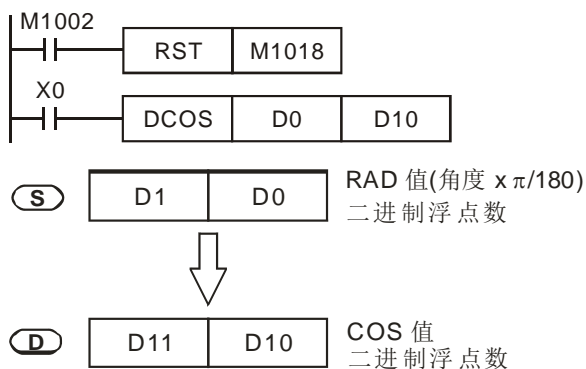 M1002
RST M1018
X0
DCOS D0 D10
S D1 D0 RAD 值(角度 x π/180)
二进制浮点数
D D11 D10 COS 值
二进制浮点数